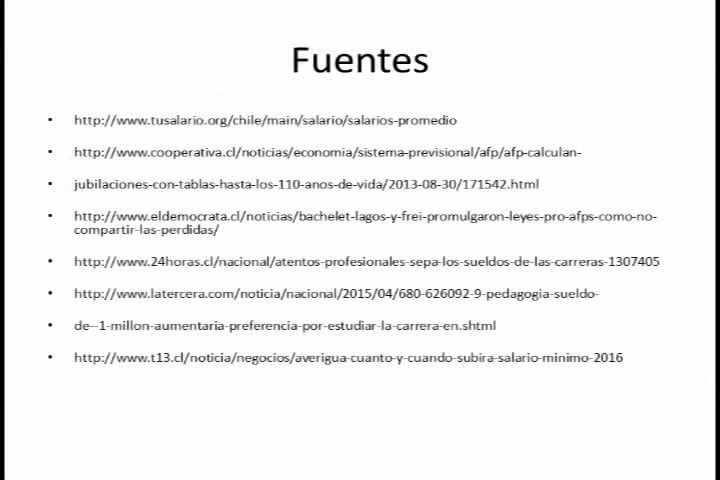 Fuentes
• http://www.tusalario.org/chile/main/salario/salarios-promedio
• http://www.cooperativa.cl/noticias/economia/sistema-previsional/afp/afp-calculan-
• jubilaciones-con-tablas-hasta-los-110-anos-de-vida/2013-08-30/171542.html
• http://www.eldemocrata.cl/noticias/bachelet-lagos-y-frei-promulgaron-leyes-pro-afps-como-no-
compartir-las-perdidas/
• http://www.24horas.cl/nacional/atentos-profesionales-sepa-los-sueldos-de-las-carreras-1307405
• http://www.latercera.com/noticia/nacional/2015/04/680-626092-9-pedagogia-sueldo-
• de--1-millon-aumentaria-preferencia-por-estudiar-la-carrera-en.shtml
• http://www.t13.cl/noticia/negocios/averigua-cuanto-y-cuando-subira-salario-minimo-2016